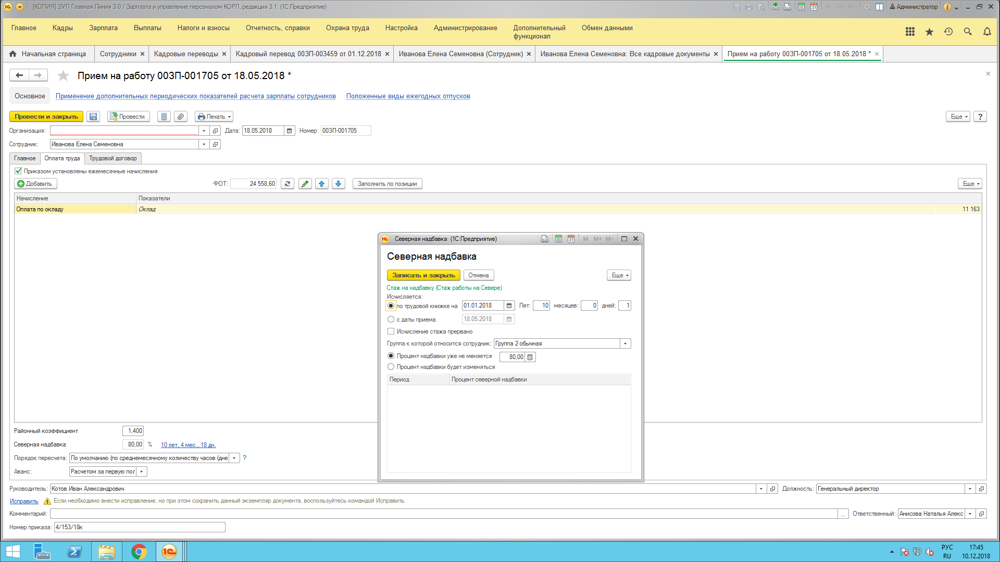 [КОПИЯ] ЗУП Главная Линия 3.0 / Зарплата и управление персоналом КОРП, редакция 3.1 (1С:Предприятие)
M M+ M- Администратор
Главное Кадры Зарплата Выплаты Налоги и взносы Отчетность, справки Охрана труда Настройка Администрирование Дополнительный функционал Обмен данными
Начальная страница Сотрудники Кадровые переводы Кадровый перевод 00ЗП-003459 от 01.12.2018 Иванова Елена Семеновна (Сотрудник) Иванова Елена Семеновна: Все кадровые документы Прием на работу 00ЗП-001705 от 18.05.2018 *
Прием на работу 00ЗП-001705 от 18.05.2018 *
Основное Применение дополнительных периодических показателей расчета зарплаты сотрудников Положенные виды ежегодных отпусков
Провести и закрыть Провести Печать Еще ?
Организация: Дата: 18.05.2018 Номер: 00ЗП-001705
Сотрудник: Иванова Елена Семеновна
Главное Оплата труда Трудовой договор
Приказом установлены ежемесячные начисления
Добавить ФОТ: 24 558,60 Заполнить по позиции Еще
Начисление Показатели
Оплата по окладу Оклад 11 163
Северная надбавка (1С:Предприятие) 31 M M+ M-
Северная надбавка
Записать и закрыть Отмена Еще
Стаж на надбавку (Стаж работы на Севере)
Исчисляется:
по трудовой книжке на 01.01.2018 Лет: 10 месяцев: 0 дней: 1
с даты приема 18.05.2018
Исчисление стажа прервано
Группа к которой относится сотрудник: Группа 2 обычная
Процент надбавки уже не меняется 80,00
Процент надбавки будет изменяться
Период Процент северной надбавки
Районный коэффициент 1,400
Северная надбавка 80,00 % 10 лет, 4 мес., 18 дн.
Порядок пересчета: По умолчанию (по среднемесячному количеству часов (дне ?
Аванс: Расчетом за первую пол
Руководитель: Котов Иван Александрович Должность: Генеральный директор
Исправить Если необходимо внести исправление, но при этом сохранить данный экземпляр документа, воспользуйтесь командой Исправить
Комментарий: ... Ответственный: Анисова Наталья Алекс
Номер приказа: 4/153/18к
РУС 17:45
RU 10.12.2018